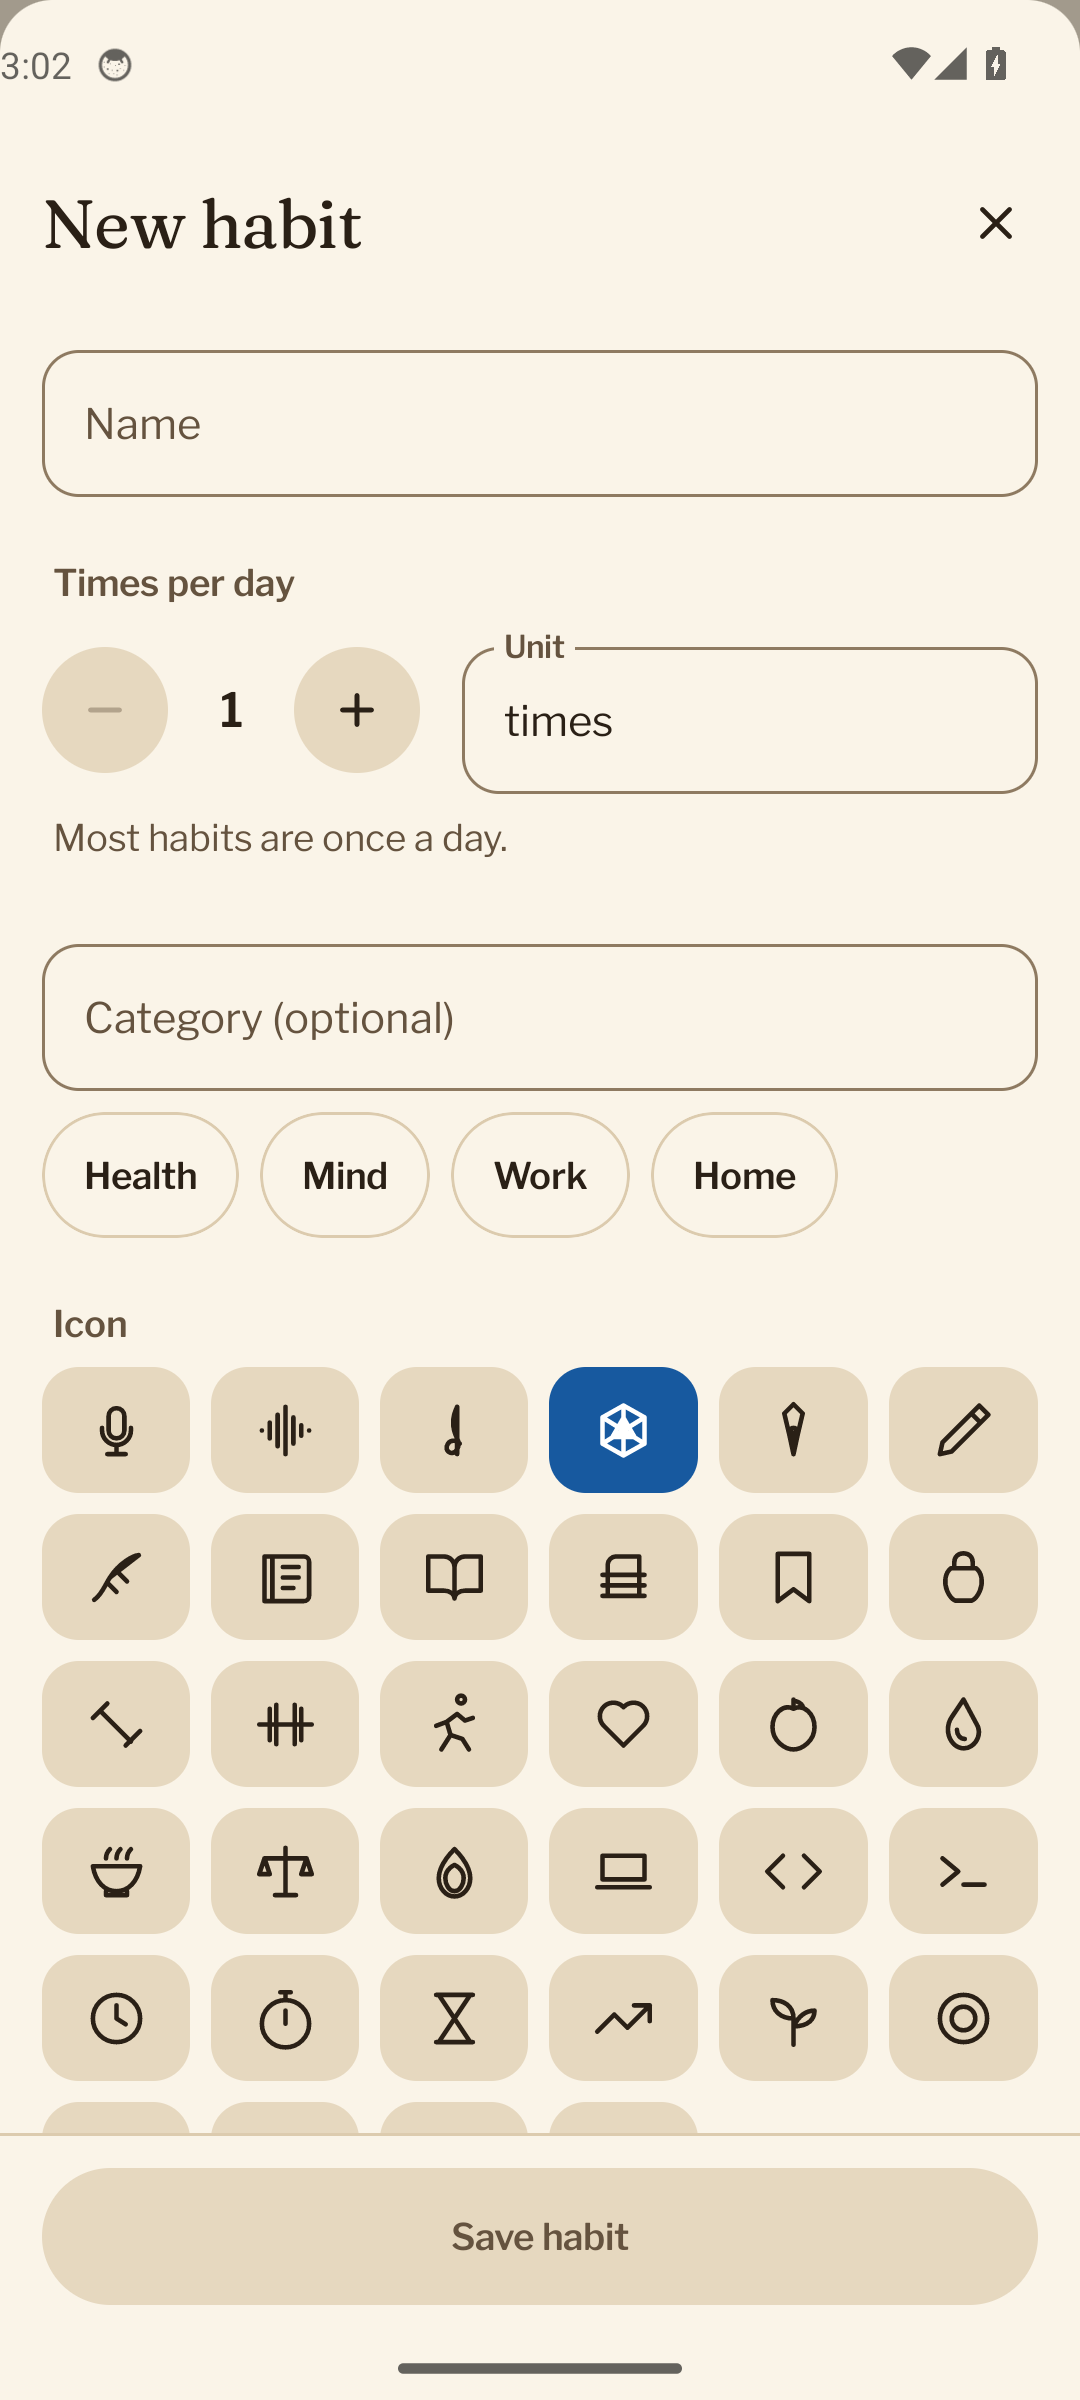 3:02
New habit
Name
Times per day
1
Unit
times
Most habits are once a day.
Category (optional)
Health Mind Work Home
Icon
Save habit